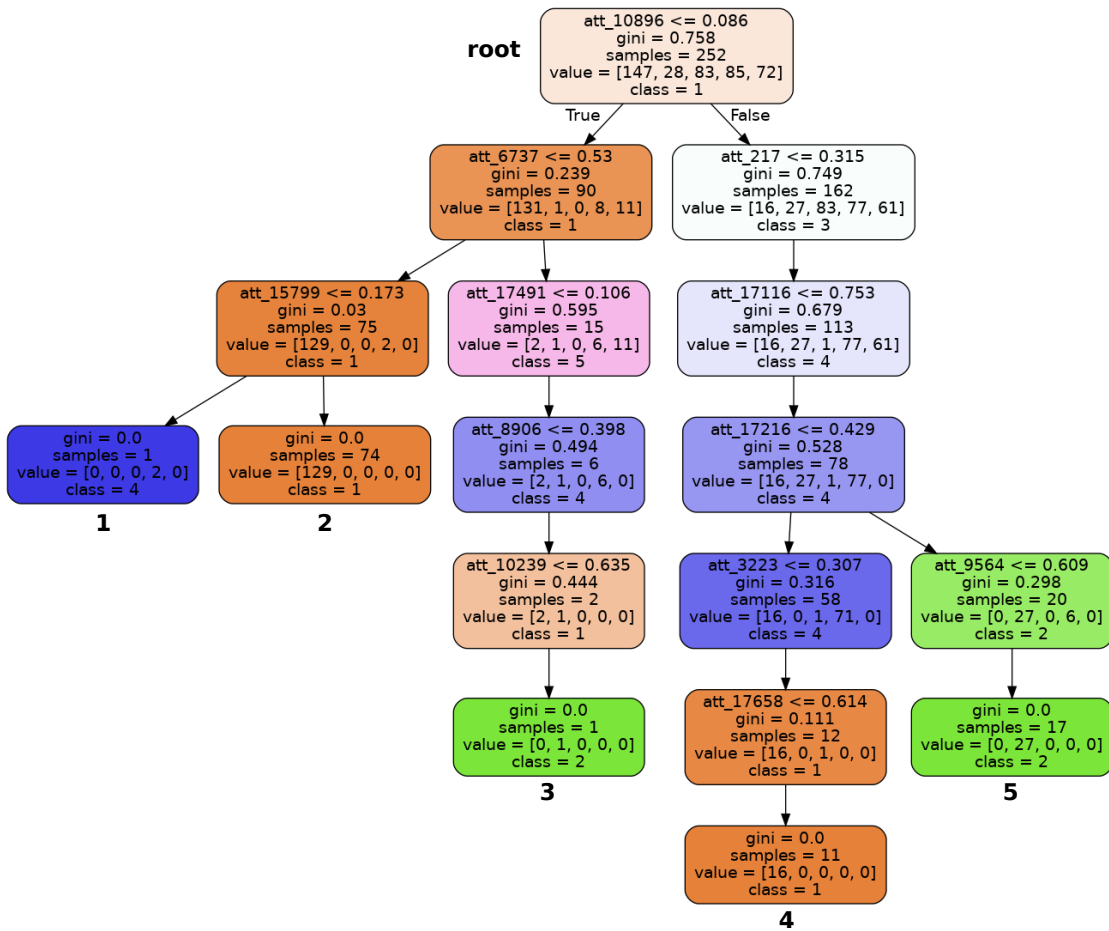 root
att_10896 <= 0.086
gini = 0.758
samples = 252
value = [147, 28, 83, 85, 72]
class = 1
True
False
att_6737 <= 0.53
gini = 0.239
samples = 90
value = [131, 1, 0, 8, 11]
class = 1
att_217 <= 0.315
gini = 0.749
samples = 162
value = [16, 27, 83, 77, 61]
class = 3
att_15799 <= 0.173
gini = 0.03
samples = 75
value = [129, 0, 0, 2, 0]
class = 1
att_17491 <= 0.106
gini = 0.595
samples = 15
value = [2, 1, 0, 6, 11]
class = 5
att_17116 <= 0.753
gini = 0.679
samples = 113
value = [16, 27, 1, 77, 61]
class = 4
gini = 0.0
samples = 1
value = [0, 0, 0, 2, 0]
class = 4
1
gini = 0.0
samples = 74
value = [129, 0, 0, 0, 0]
class = 1
2
att_8906 <= 0.398
gini = 0.494
samples = 6
value = [2, 1, 0, 6, 0]
class = 4
att_17216 <= 0.429
gini = 0.528
samples = 78
value = [16, 27, 1, 77, 0]
class = 4
att_10239 <= 0.635
gini = 0.444
samples = 2
value = [2, 1, 0, 0, 0]
class = 1
att_3223 <= 0.307
gini = 0.316
samples = 58
value = [16, 0, 1, 71, 0]
class = 4
att_9564 <= 0.609
gini = 0.298
samples = 20
value = [0, 27, 0, 6, 0]
class = 2
gini = 0.0
samples = 1
value = [0, 1, 0, 0, 0]
class = 2
3
att_17658 <= 0.614
gini = 0.111
samples = 12
value = [16, 0, 1, 0, 0]
class = 1
gini = 0.0
samples = 17
value = [0, 27, 0, 0, 0]
class = 2
5
gini = 0.0
samples = 11
value = [16, 0, 0, 0, 0]
class = 1
4